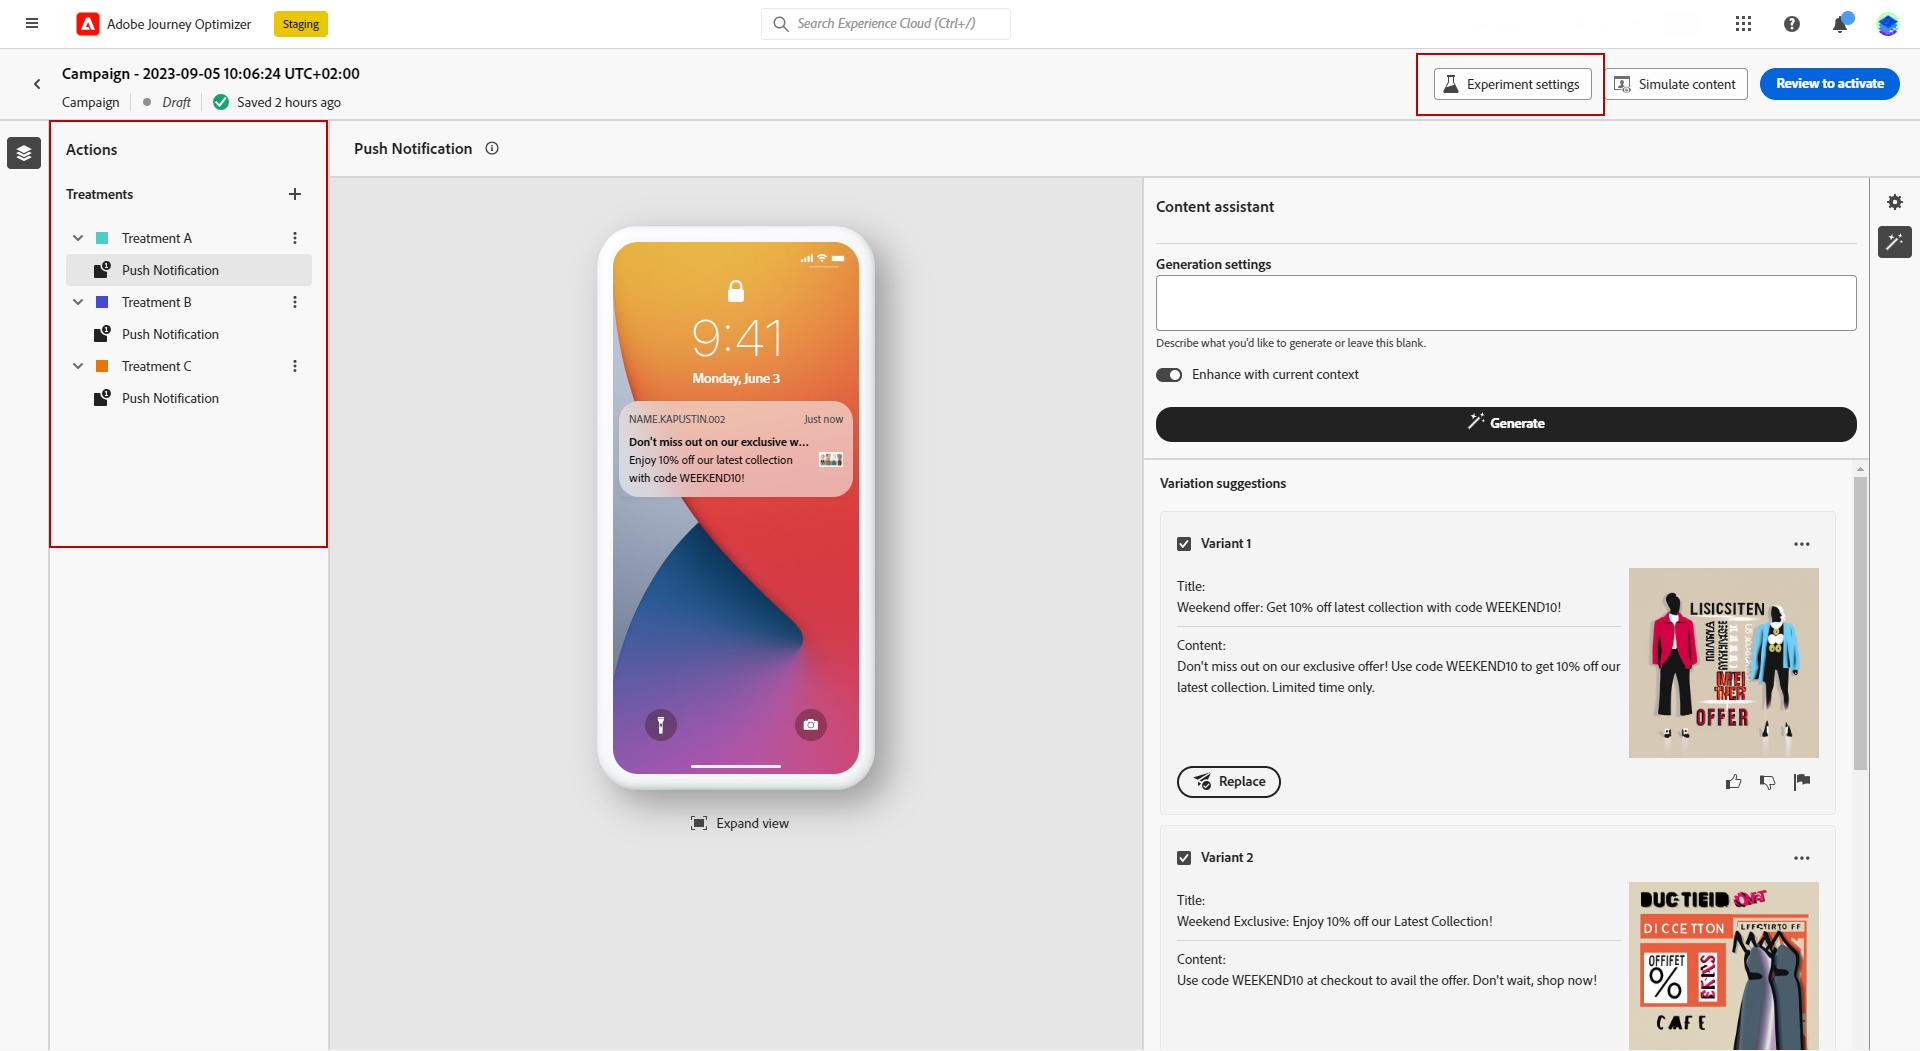 Adobe Journey Optimizer
Staging
Search Experience Cloud (Ctrl+/)
Campaign - 2023-09-05 10:06:24 UTC+02:00
Campaign
Draft
Saved 2 hours ago
Experiment settings
Simulate content
Review to activate
Actions
Treatments
Treatment A
Push Notification
Treatment B
Push Notification
Treatment C
Push Notification
Push Notification
9:41
Monday, June 3
NAME.KAPUSTIN.002
Just now
Don't miss out on our exclusive w...
Enjoy 10% off our latest collection
with code WEEKEND10!
Expand view
Content assistant
Generation settings
Describe what you'd like to generate or leave this blank.
Enhance with current context
Generate
Variation suggestions
Variant 1
Title:
Weekend offer: Get 10% off latest collection with code WEEKEND10!
Content:
Don't miss out on our exclusive offer! Use code WEEKEND10 to get 10% off our
latest collection. Limited time only.
LISICSITEN
OFFER
Replace
Variant 2
Title:
Weekend Exclusive: Enjoy 10% off our Latest Collection!
Content:
Use code WEEKEND10 at checkout to avail the offer. Don't wait, shop now!
DICCETTON
OFFIFET
%
CAFE